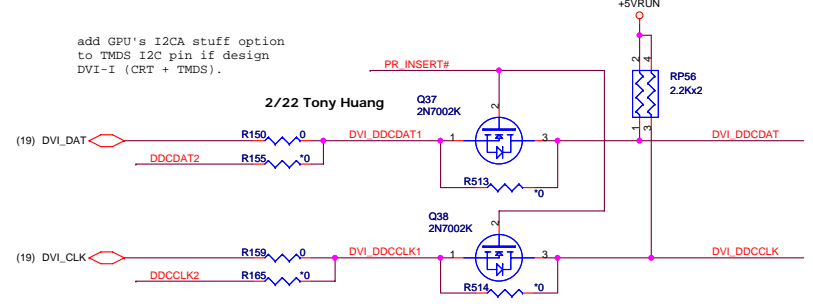 +5VRUN
add GPU's I2CA stuff option
to TMDS I2C pin if design
DVI-I (CRT + TMDS).
PR_INSERT#
2 4
RP56
2.2Kx2
2/22 Tony Huang
Q37
2N7002K
2
1 3
(19) DVI_DAT
R150 0
DVI_DDCDAT1
1 3
DVI_DDCDAT
DDCDAT2
R155 *0
R513
*0
Q38
2N7002K
2
(19) DVI_CLK
R159 0
DVI_DDCCLK1
1 3
DVI_DDCCLK
DDCCLK2
R165 *0
R514 *0